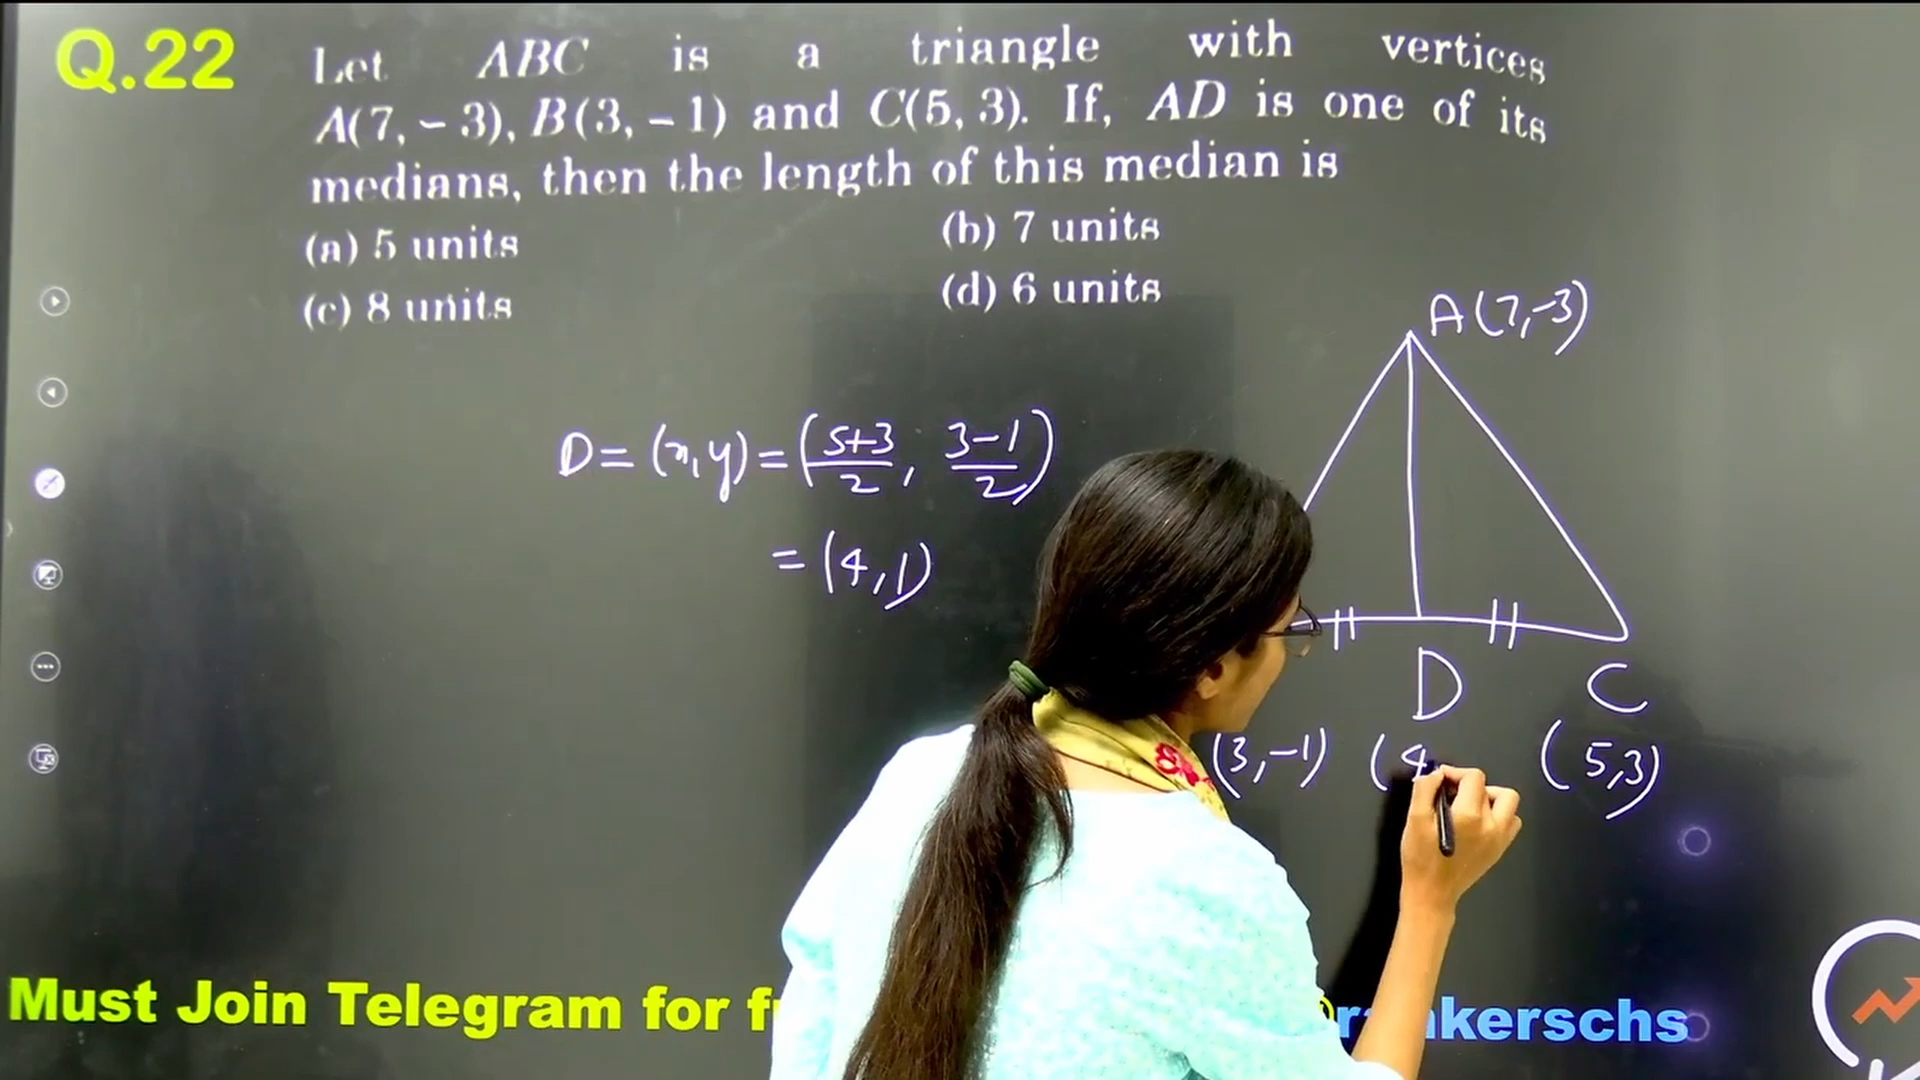 Q.22
Let ABC is a triangle with vertices
A(7, – 3), B(3, – 1) and C(5, 3). If, AD is one of its
medians, then the length of this median is
(a) 5 units (b) 7 units
(c) 8 units (d) 6 units
A(7,-3)
D = (x,y) = (5+3/2, 3-1/2)
= (4,1)
D C
(3,-1) (4 (5,3)
Must Join Telegram for
kerschs